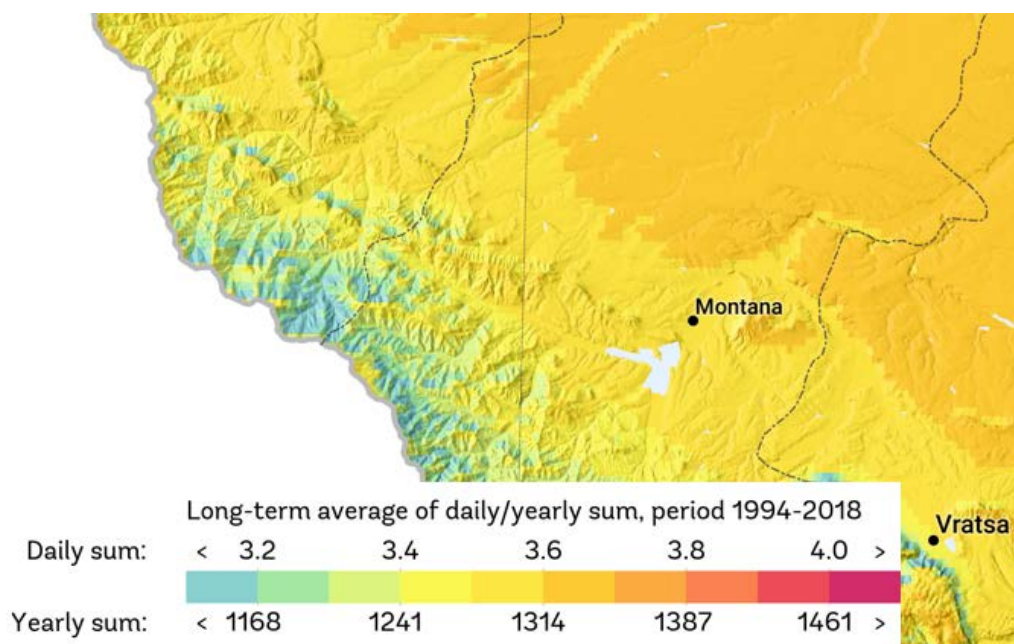 Montana
Vratsa
Long-term average of daily/yearly sum, period 1994-2018
Daily sum: < 3.2 3.4 3.6 3.8 4.0 >
Yearly sum: < 1168 1241 1314 1387 1461 >